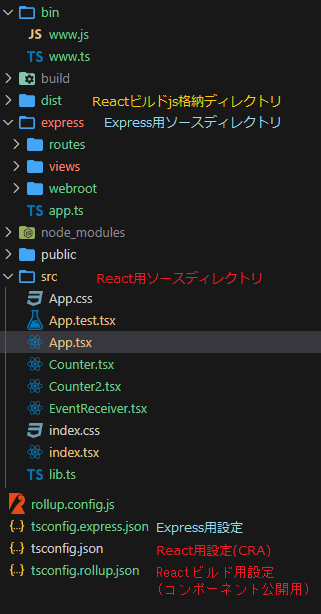 bin
JS www.js
TS www.ts
build
dist Reactビルドjs格納ディレクトリ
express Express用ソースディレクトリ
routes
views
webroot
TS app.ts
node_modules
public
src React用ソースディレクトリ
App.css
App.test.tsx
App.tsx
Counter.tsx
Counter2.tsx
EventReceiver.tsx
index.css
index.tsx
TS lib.ts
rollup.config.js
{..} tsconfig.express.json Express用設定
{..} tsconfig.json React用設定(CRA)
{..} tsconfig.rollup.json Reactビルド用設定
(コンポーネント公開用)